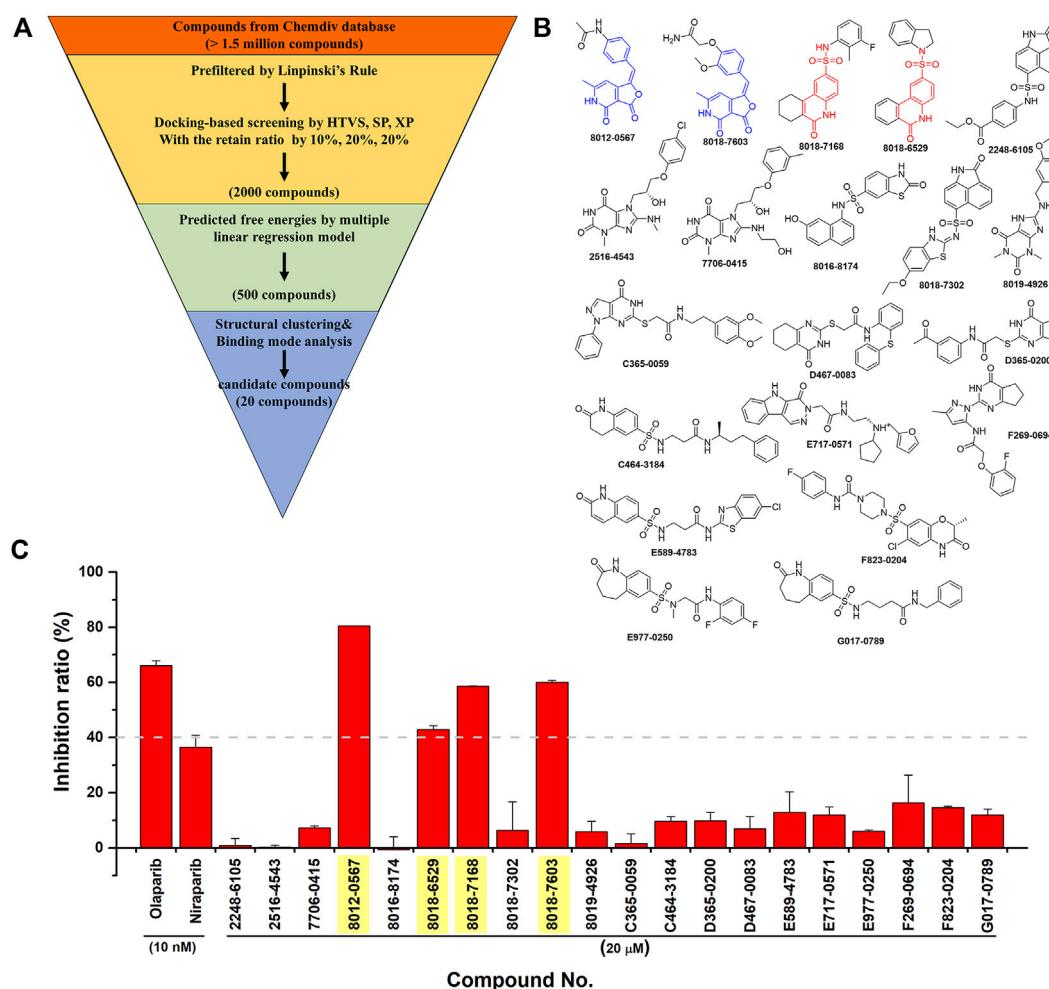 A
Compounds from Chemdiv database
(> 1.5 million compounds)
Prefiltered by Linpinski's Rule
Docking-based screening by HTVS, SP, XP
With the retain ratio by 10%, 20%, 20%
(2000 compounds)
Predicted free energies by multiple
linear regression model
(500 compounds)
Structural clustering&
Binding mode analysis
candidate compounds
(20 compounds)
B
8012-0567
8018-7603
8018-7168
8018-6529
2248-6105
2516-4543
7706-0415
8016-8174
8018-7302
8019-4926
C365-0059
D467-0083
D365-0200
C464-3184
E717-0571
F269-0694
E589-4783
F823-0204
E977-0250
G017-0789
C
Inhibition ratio (%)
100
80
60
40
20
0
Olaparib
Niraparib
2248-6105
2516-4543
7706-0415
8012-0567
8016-8174
8018-6529
8018-7168
8018-7302
8018-7603
8019-4926
C365-0059
C464-3184
D365-0200
D467-0083
E589-4783
E717-0571
E977-0250
F269-0694
F823-0204
G017-0789
(10 nM)
(20 μM)
Compound No.